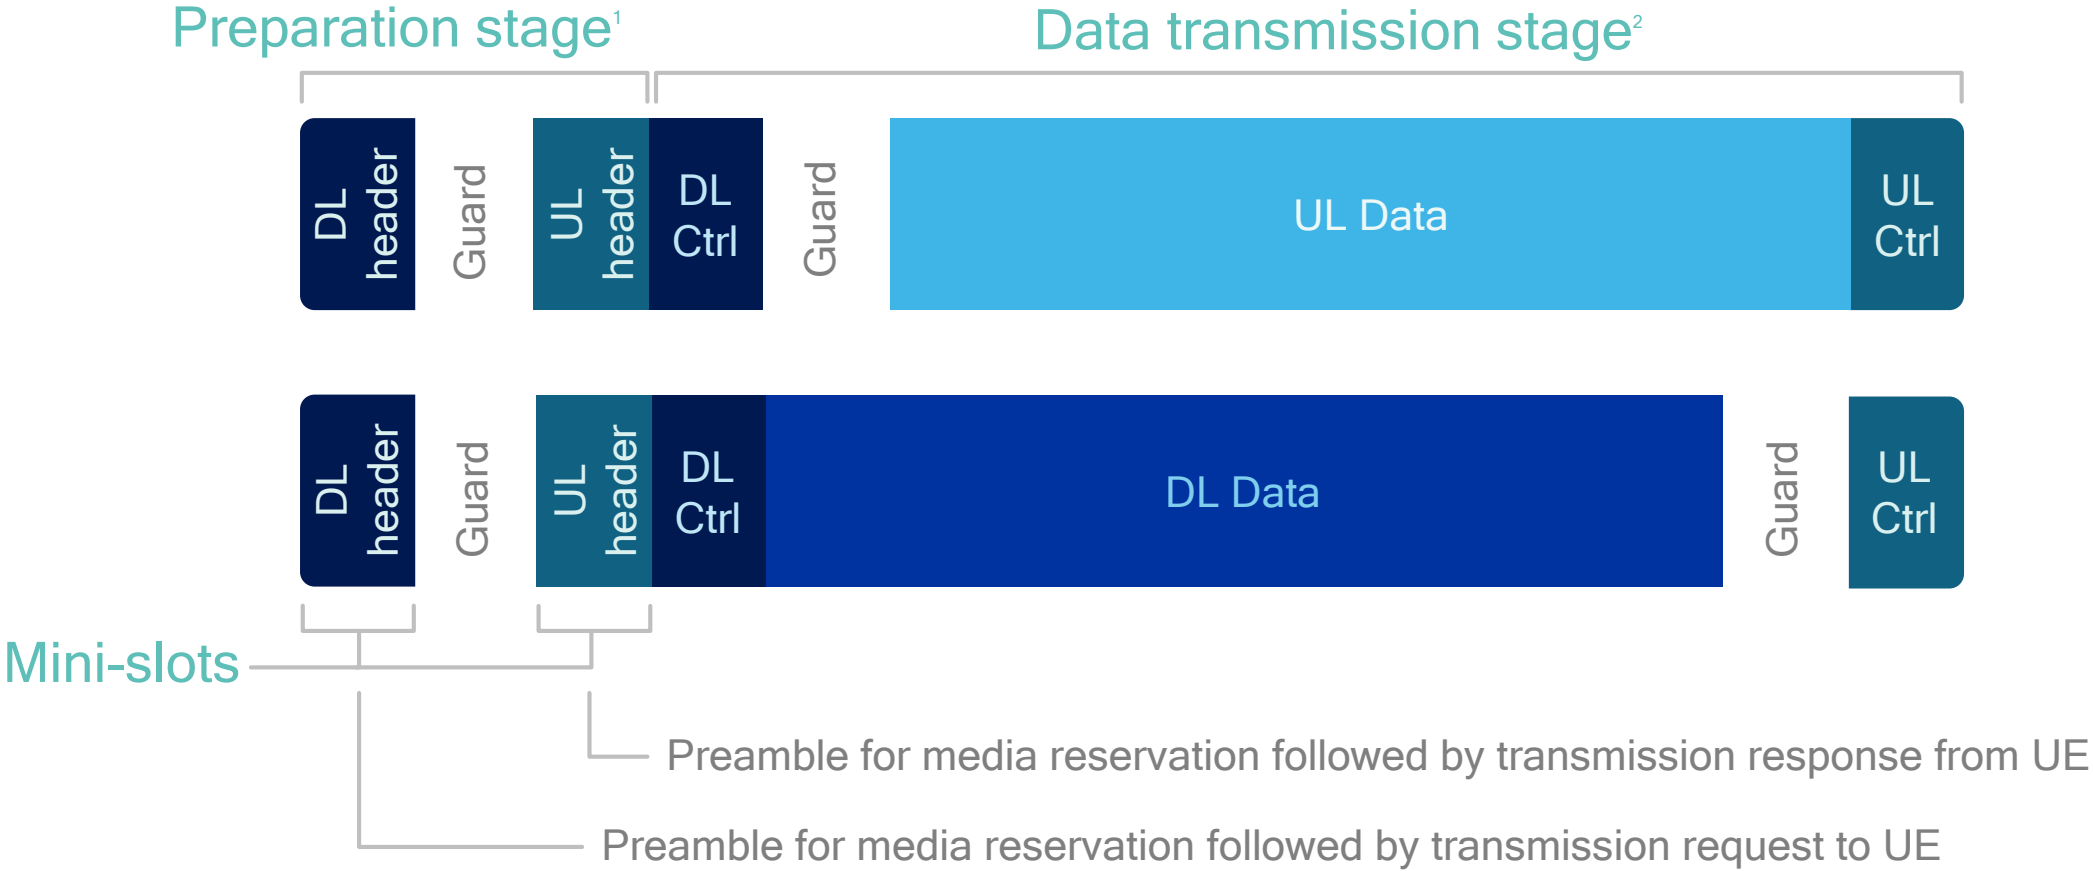 Preparation stage¹
Data transmission stage²
DL
header
Guard
UL
header
DL
Ctrl
Guard
UL Data
UL
Ctrl
DL
header
Guard
UL
header
DL
Ctrl
DL Data
Guard
UL
Ctrl
Mini-slots
Preamble for media reservation followed by transmission response from UE
Preamble for media reservation followed by transmission request to UE